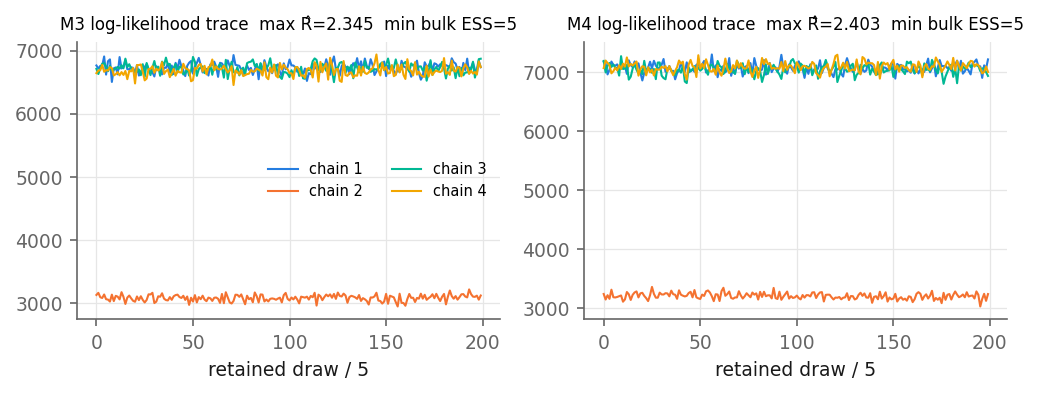 M3 log-likelihood trace  max R̂=2.345  min bulk ESS=5
7000
6000
5000
4000
3000
chain 1
chain 2
chain 3
chain 4
0 50 100 150 200
retained draw / 5
M4 log-likelihood trace  max R̂=2.403  min bulk ESS=5
7000
6000
5000
4000
3000
0 50 100 150 200
retained draw / 5